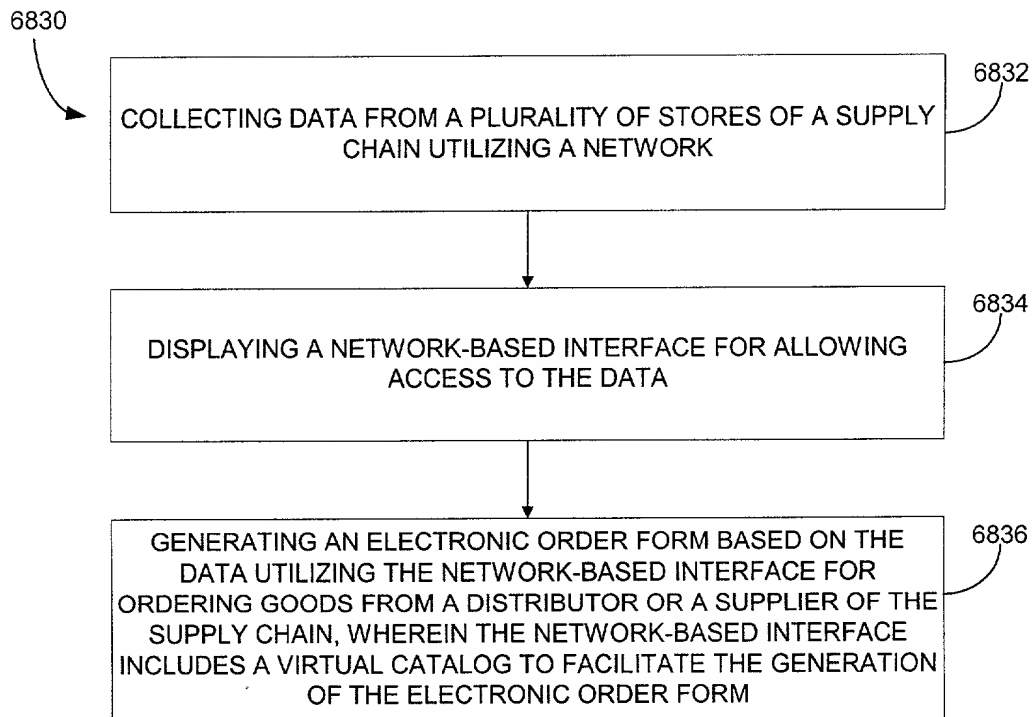 6830
6832
COLLECTING DATA FROM A PLURALITY OF STORES OF A SUPPLY
CHAIN UTILIZING A NETWORK
6834
DISPLAYING A NETWORK-BASED INTERFACE FOR ALLOWING
ACCESS TO THE DATA
6836
GENERATING AN ELECTRONIC ORDER FORM BASED ON THE
DATA UTILIZING THE NETWORK-BASED INTERFACE FOR
ORDERING GOODS FROM A DISTRIBUTOR OR A SUPPLIER OF THE
SUPPLY CHAIN, WHEREIN THE NETWORK-BASED INTERFACE
INCLUDES A VIRTUAL CATALOG TO FACILITATE THE GENERATION
OF THE ELECTRONIC ORDER FORM